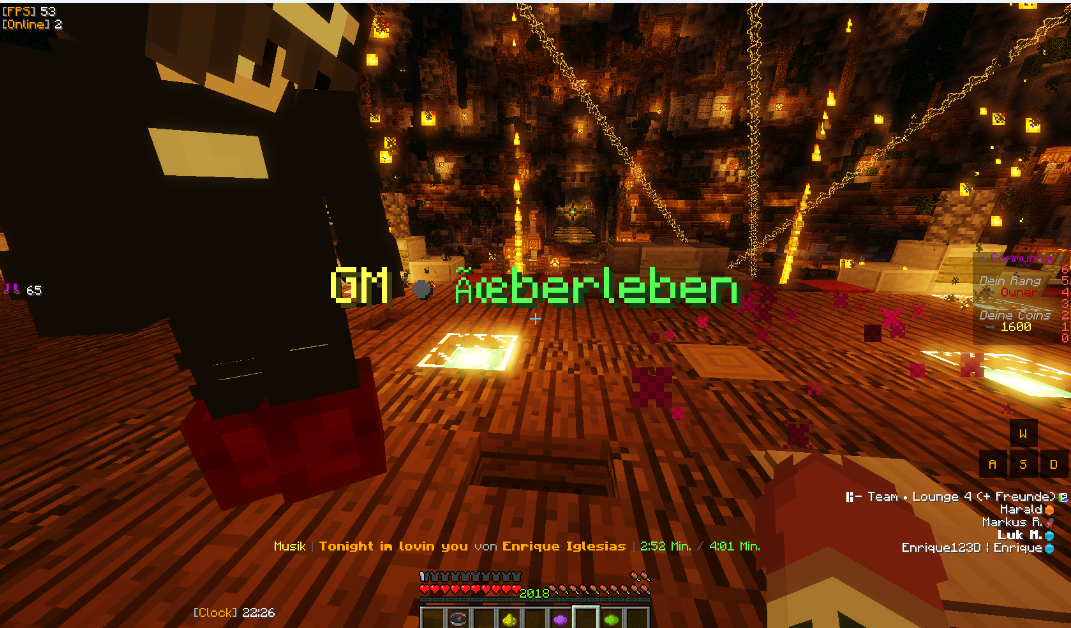 [FPS] 53
[Online] 2
GM Ãœberleben
65
Community
Dein Rang
Owner
Deine Coins
1600
6
5
4
3
2
1
0
W
A S D
Team • Lounge 4 (+ Freunde)
Harald
Markus R.
Luk M.
Enrique123D | Enrique
Musik | Tonight im lovin you von Enrique Iglesias | 2:52 Min. / 4:01 Min.
2018
[Clock] 22:26